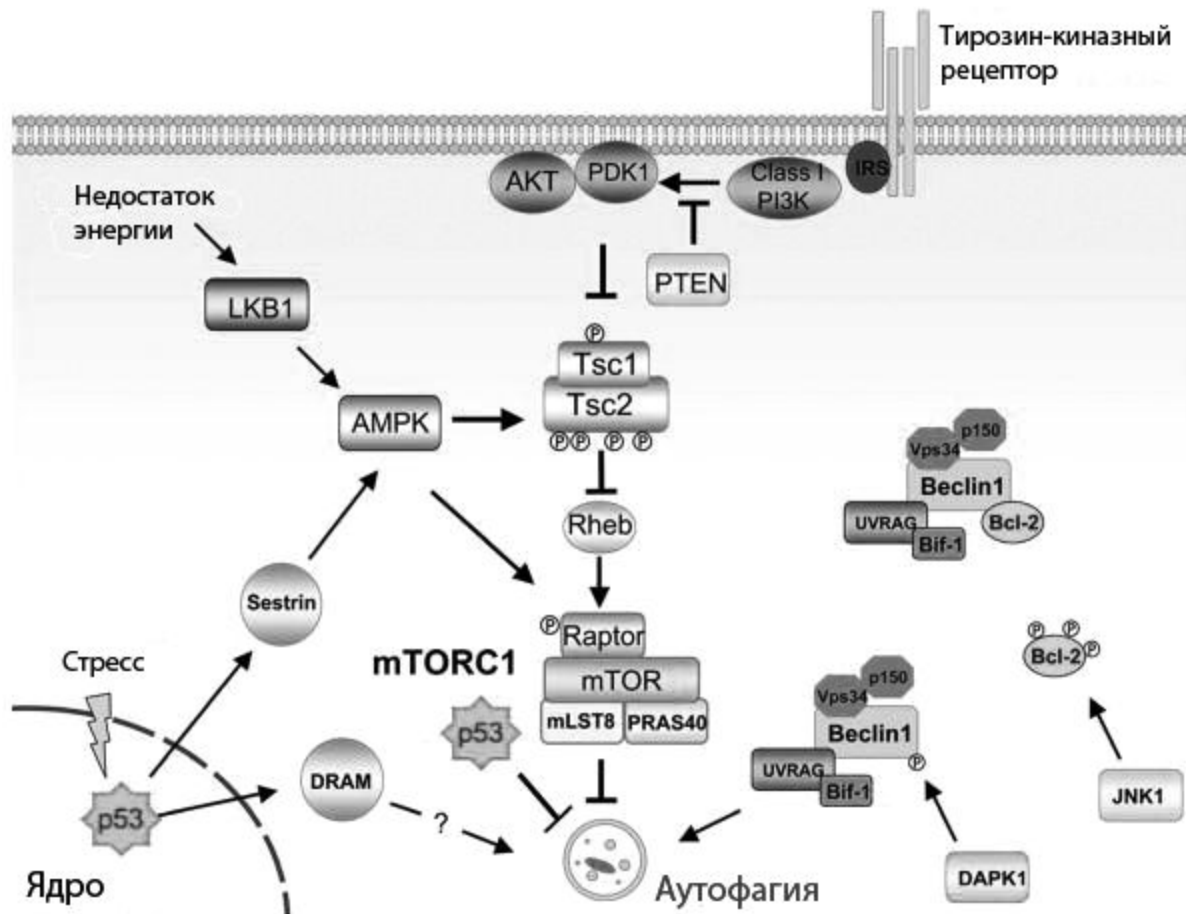 Тирозин-киназный
рецептор
AKT
PDK1
Class I
PI3K
IRS
Недостаток
энергии
PTEN
LKB1
P
Tsc1
Tsc2
P P P P
AMPK
p150
Vps34
Beclin1
UVRAG
Bcl-2
Bif-1
Rheb
Sestrin
P
Raptor
mTORC1
mTOR
mLST8
PRAS40
Стресс
p53
P P
Bcl-2
P
p150
Vps34
Beclin1
P
UVRAG
Bif-1
DRAM
?
p53
JNK1
DAPK1
Ядро
Аутофагия